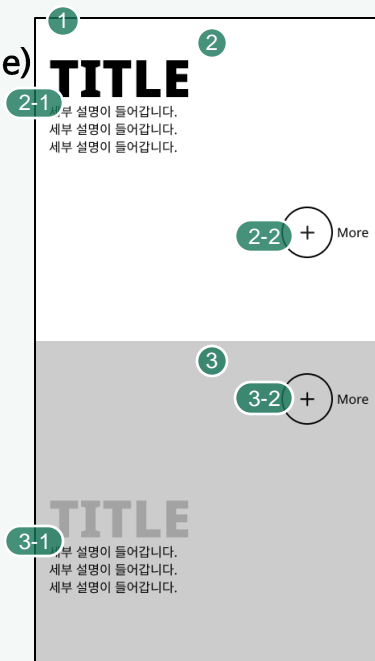 1
2
e)
TITLE
2-1
세부 설명이 들어갑니다.
세부 설명이 들어갑니다.
세부 설명이 들어갑니다.
2-2
+
More
3
3-2
+
More
TITLE
3-1
세부 설명이 들어갑니다.
세부 설명이 들어갑니다.
세부 설명이 들어갑니다.